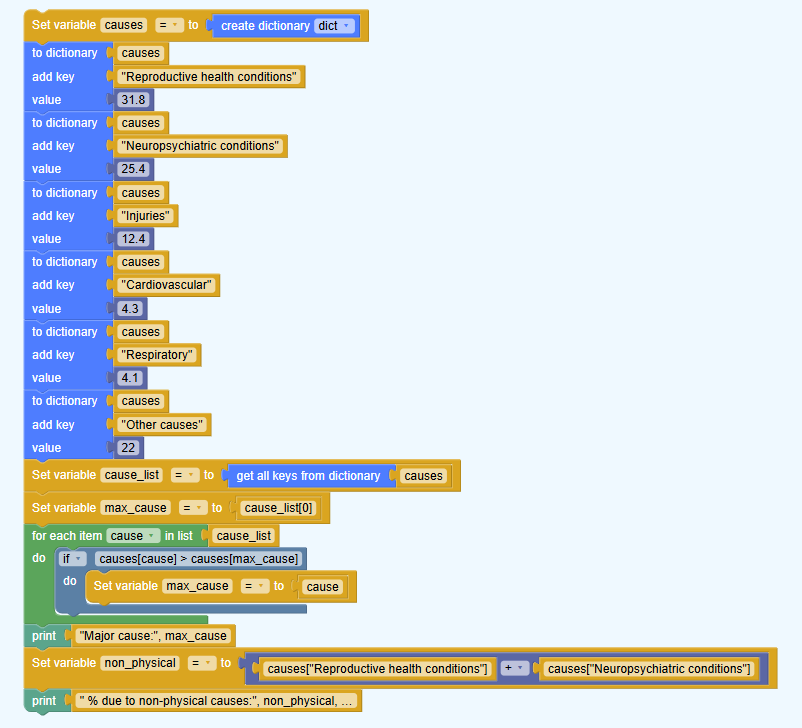 Set variable causes = to create dictionary dict
to dictionary causes
add key "Reproductive health conditions"
value 31.8
to dictionary causes
add key "Neuropsychiatric conditions"
value 25.4
to dictionary causes
add key "Injuries"
value 12.4
to dictionary causes
add key "Cardiovascular"
value 4.3
to dictionary causes
add key "Respiratory"
value 4.1
to dictionary causes
add key "Other causes"
value 22
Set variable cause_list = to get all keys from dictionary causes
Set variable max_cause = to cause_list[0]
for each item cause in list cause_list
do if causes[cause] > causes[max_cause]
do Set variable max_cause = to cause
print "Major cause:", max_cause
Set variable non_physical = to causes["Reproductive health conditions"] + causes["Neuropsychiatric conditions"]
print " % due to non-physical causes:", non_physical, ...